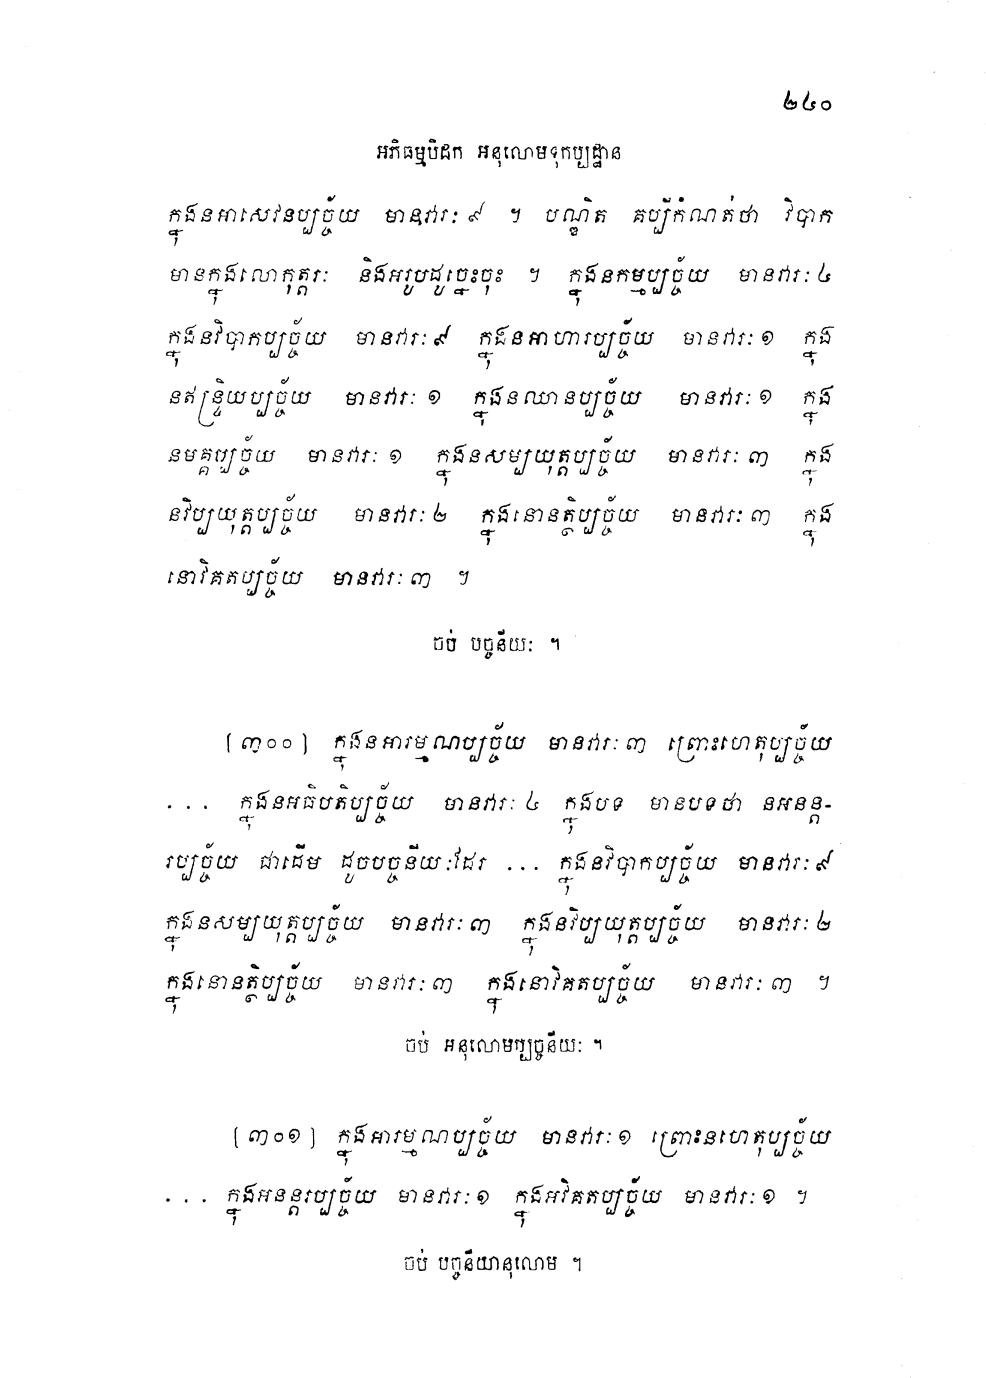 ២៤០
អភិធម្មបិដក អនុលោមទុកប្បដ្ឋាន
ក្នុងនអាសេវនប្បច្ច័យ មានវារៈ ៩ ។ បណ្ឌិត គប្បីកំណត់ថា វិបាក
មានក្នុងលោកុត្តរៈ និងអរូបដូច្នេះចុះ ។ ក្នុងនកម្មប្បច្ច័យ មានវារៈ ៤
ក្នុងនវិបាកប្បច្ច័យ មានវារៈ ៩ ក្នុងនអាហារប្បច្ច័យ មានវារៈ ១ ក្នុង
នឥន្ទ្រិយប្បច្ច័យ មានវារៈ ១ ក្នុងនឈានប្បច្ច័យ មានវារៈ ១ ក្នុង
នមគ្គប្បច្ច័យ មានវារៈ ១ ក្នុងនសម្បយុត្តប្បច្ច័យ មានវារៈ ៣ ក្នុង
នវិប្បយុត្តប្បច្ច័យ មានវារៈ ២ ក្នុងនោនត្ថិប្បច្ច័យ មានវារៈ ៣ ក្នុង
នោវិគតប្បច្ច័យ មានវារៈ ៣ ។
ចប់ បច្ចនីយៈ ។
(៣០០) ក្នុងនអារម្មណប្បច្ច័យ មានវារៈ ៣ ព្រោះហេតុប្បច្ច័យ
... ក្នុងនអធិបតិប្បច្ច័យ មានវារៈ ៤ ក្នុងបទ មានបទថា នអនន្ត-
រប្បច្ច័យ ជាដើម ដូចបច្ចនីយៈដែរ ... ក្នុងនវិបាកប្បច្ច័យ មានវារៈ ៩
ក្នុងនសម្បយុត្តប្បច្ច័យ មានវារៈ ៣ ក្នុងនវិប្បយុត្តប្បច្ច័យ មានវារៈ ២
ក្នុងនោនត្ថិប្បច្ច័យ មានវារៈ ៣ ក្នុងនោវិគតប្បច្ច័យ មានវារៈ ៣ ។
ចប់ អនុលោមប្បច្ចនីយៈ ។
(៣០១) ក្នុងអារម្មណប្បច្ច័យ មានវារៈ ១ ព្រោះនហេតុប្បច្ច័យ
... ក្នុងអនន្តរប្បច្ច័យ មានវារៈ ១ ក្នុងអវិគតប្បច្ច័យ មានវារៈ ១ ។
ចប់ បច្ចនីយានុលោម ។